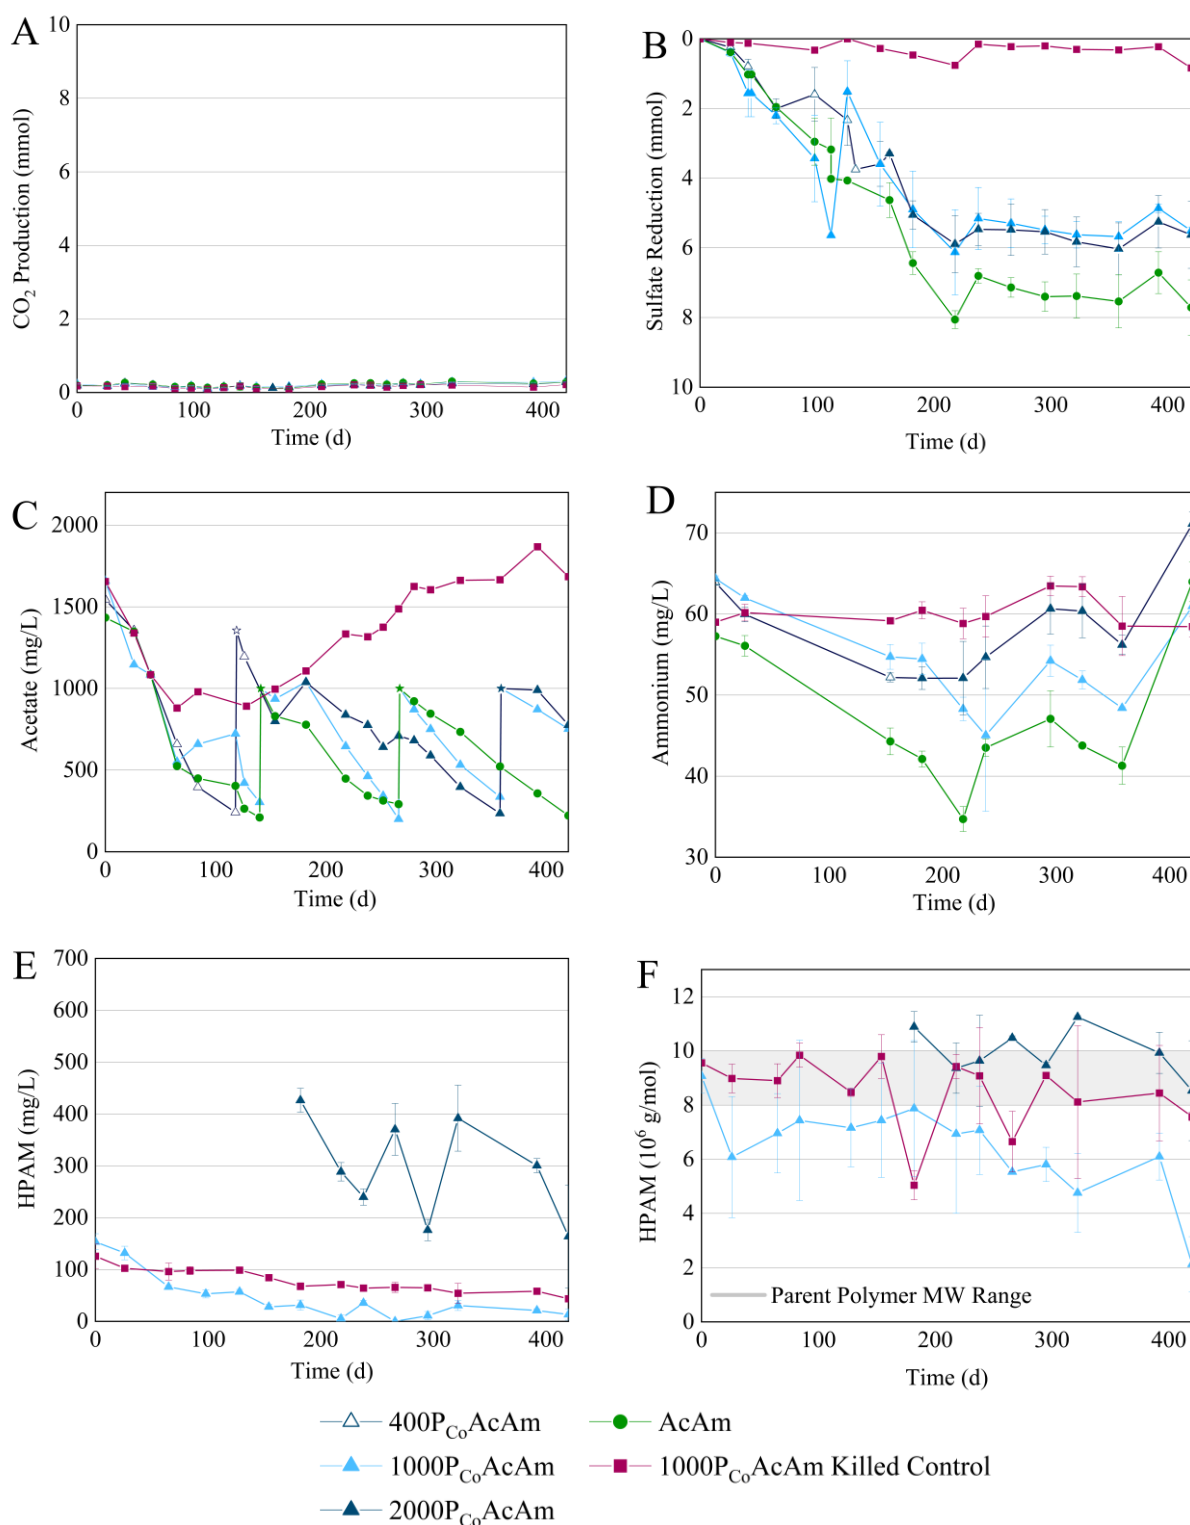 A
10
8
6
4
2
0
0
100
200
300
400
CO2 Production (mmol)
Time (d)
B
0
2
4
6
8
10
0
100
200
300
400
Sulfate Reduction (mmol)
Time (d)
C
2000
1500
1000
500
0
0
100
200
300
400
Acetate (mg/L)
Time (d)
D
70
60
50
40
30
0
100
200
300
400
Ammonium (mg/L)
Time (d)
E
700
600
500
400
300
200
100
0
0
100
200
300
400
HPAM (mg/L)
Time (d)
F
12
10
8
6
4
2
0
0
100
200
300
400
HPAM (10⁶ g/mol)
Parent Polymer MW Range
Time (d)
400PCoAcAm
AcAm
1000PCoAcAm
1000PCoAcAm Killed Control
2000PCoAcAm